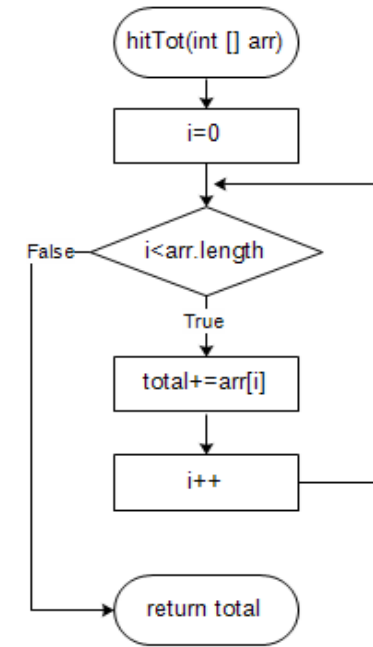 hitTot(int [] arr)
i=0
i<arr.length
False
True
total+=arr[i]
i++
return total